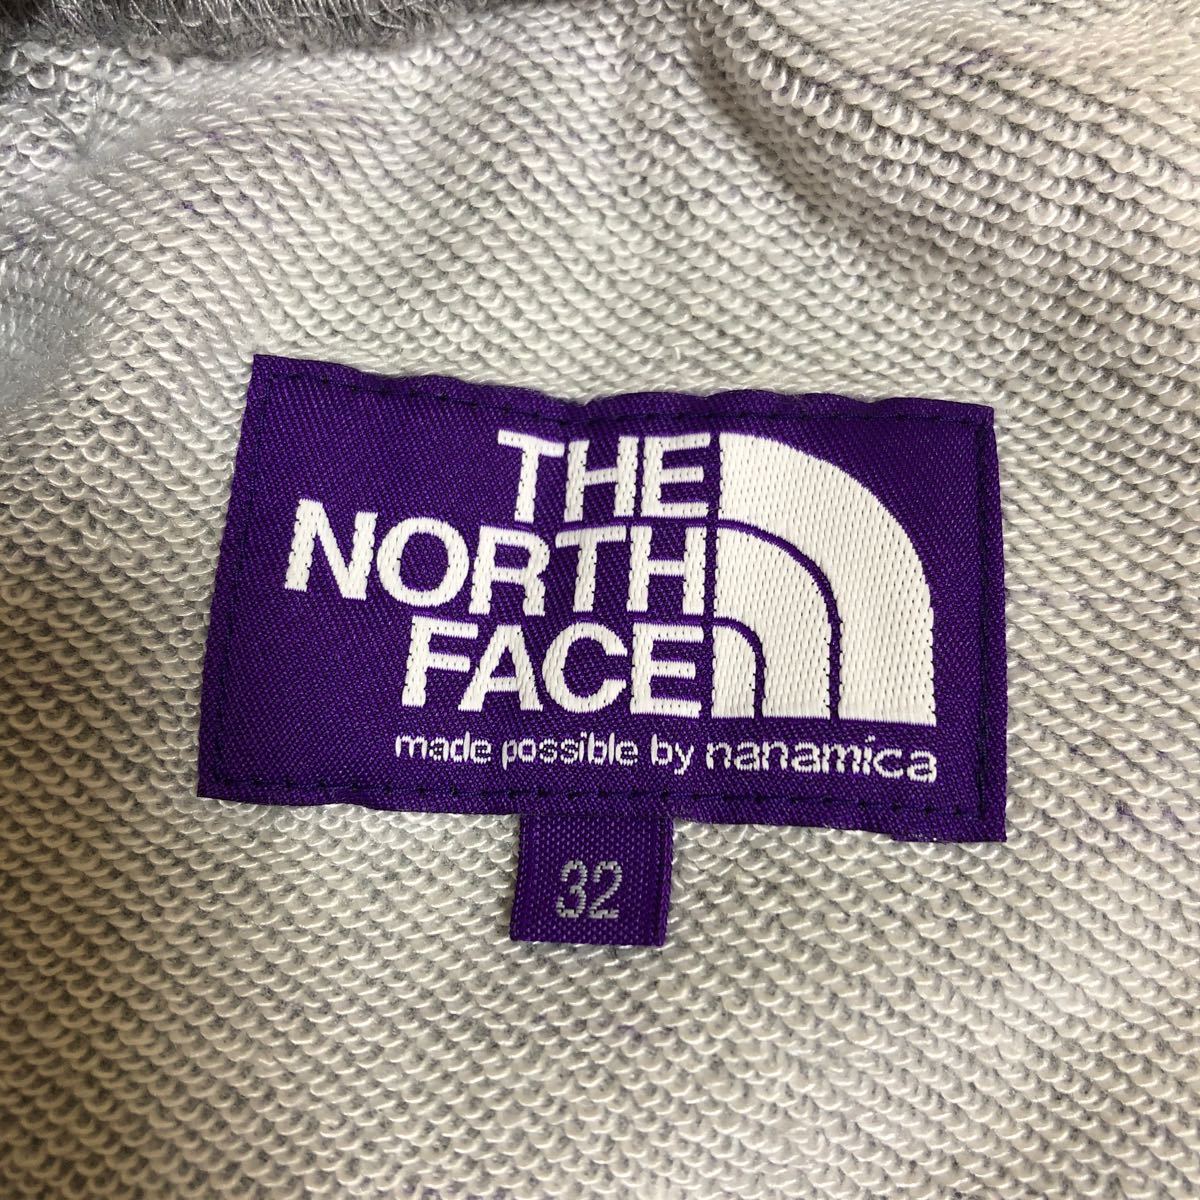 THE
NORTH
FACE
made possible by nanamica
32